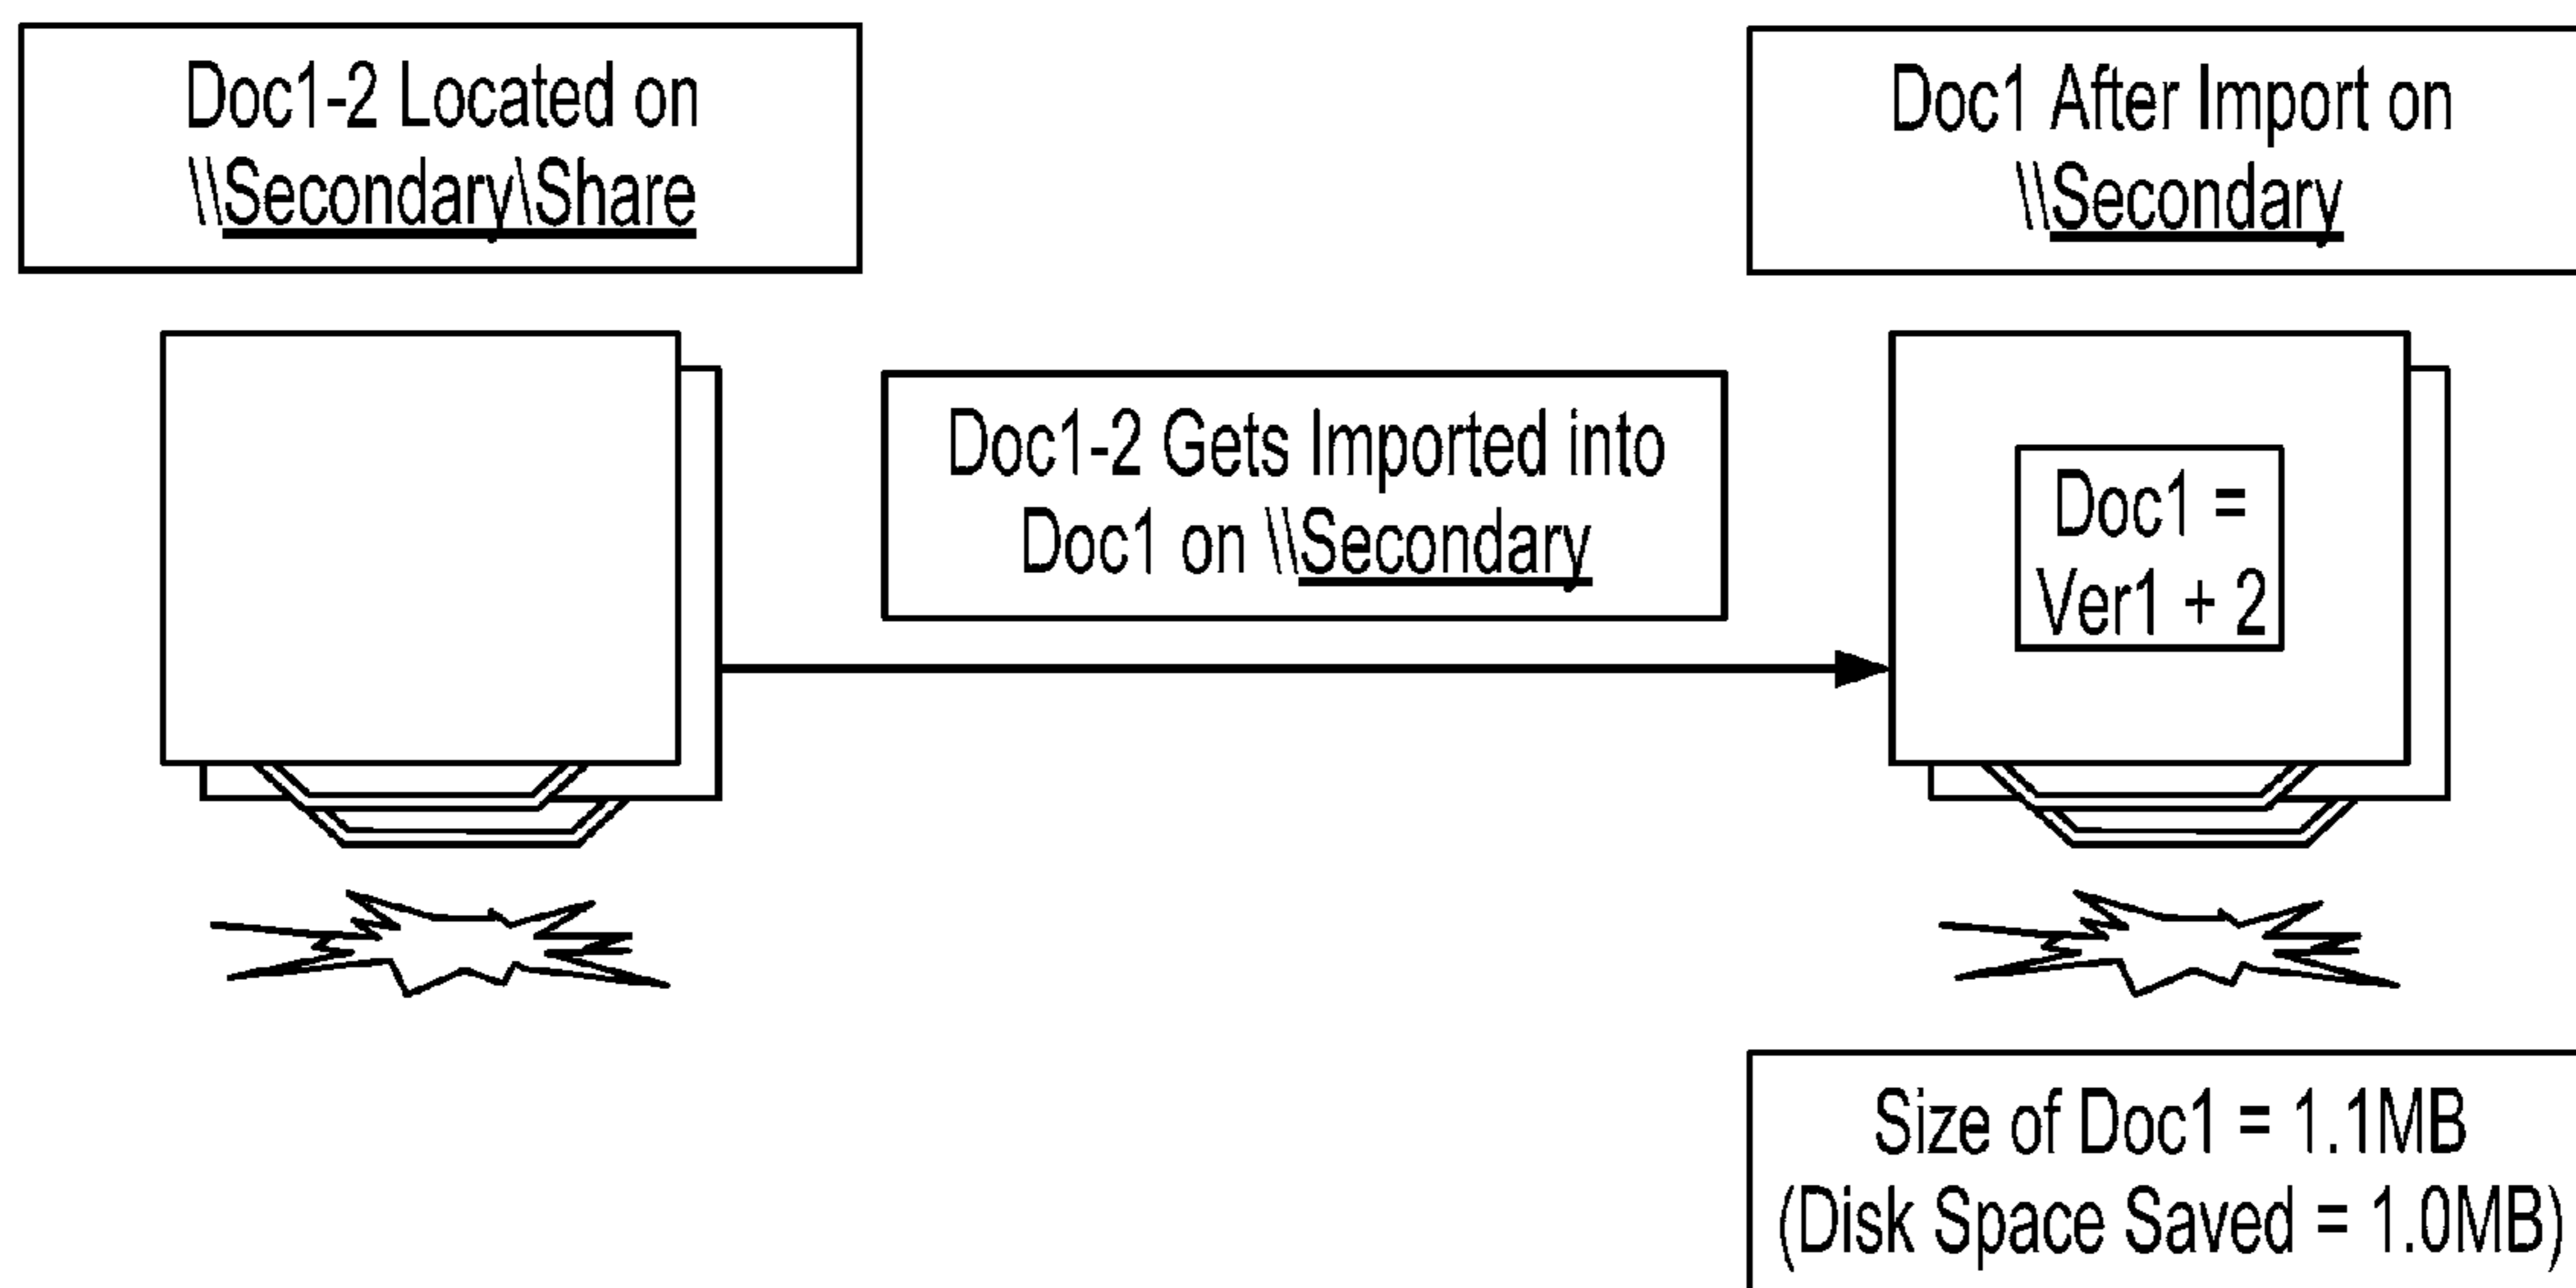 Doc1-2 Located on
\\Secondary\Share
Doc1 After Import on
\\Secondary
Doc1-2 Gets Imported into
Doc1 on \\Secondary
Doc1 =
Ver1 + 2
Size of Doc1 = 1.1MB
(Disk Space Saved = 1.0MB)